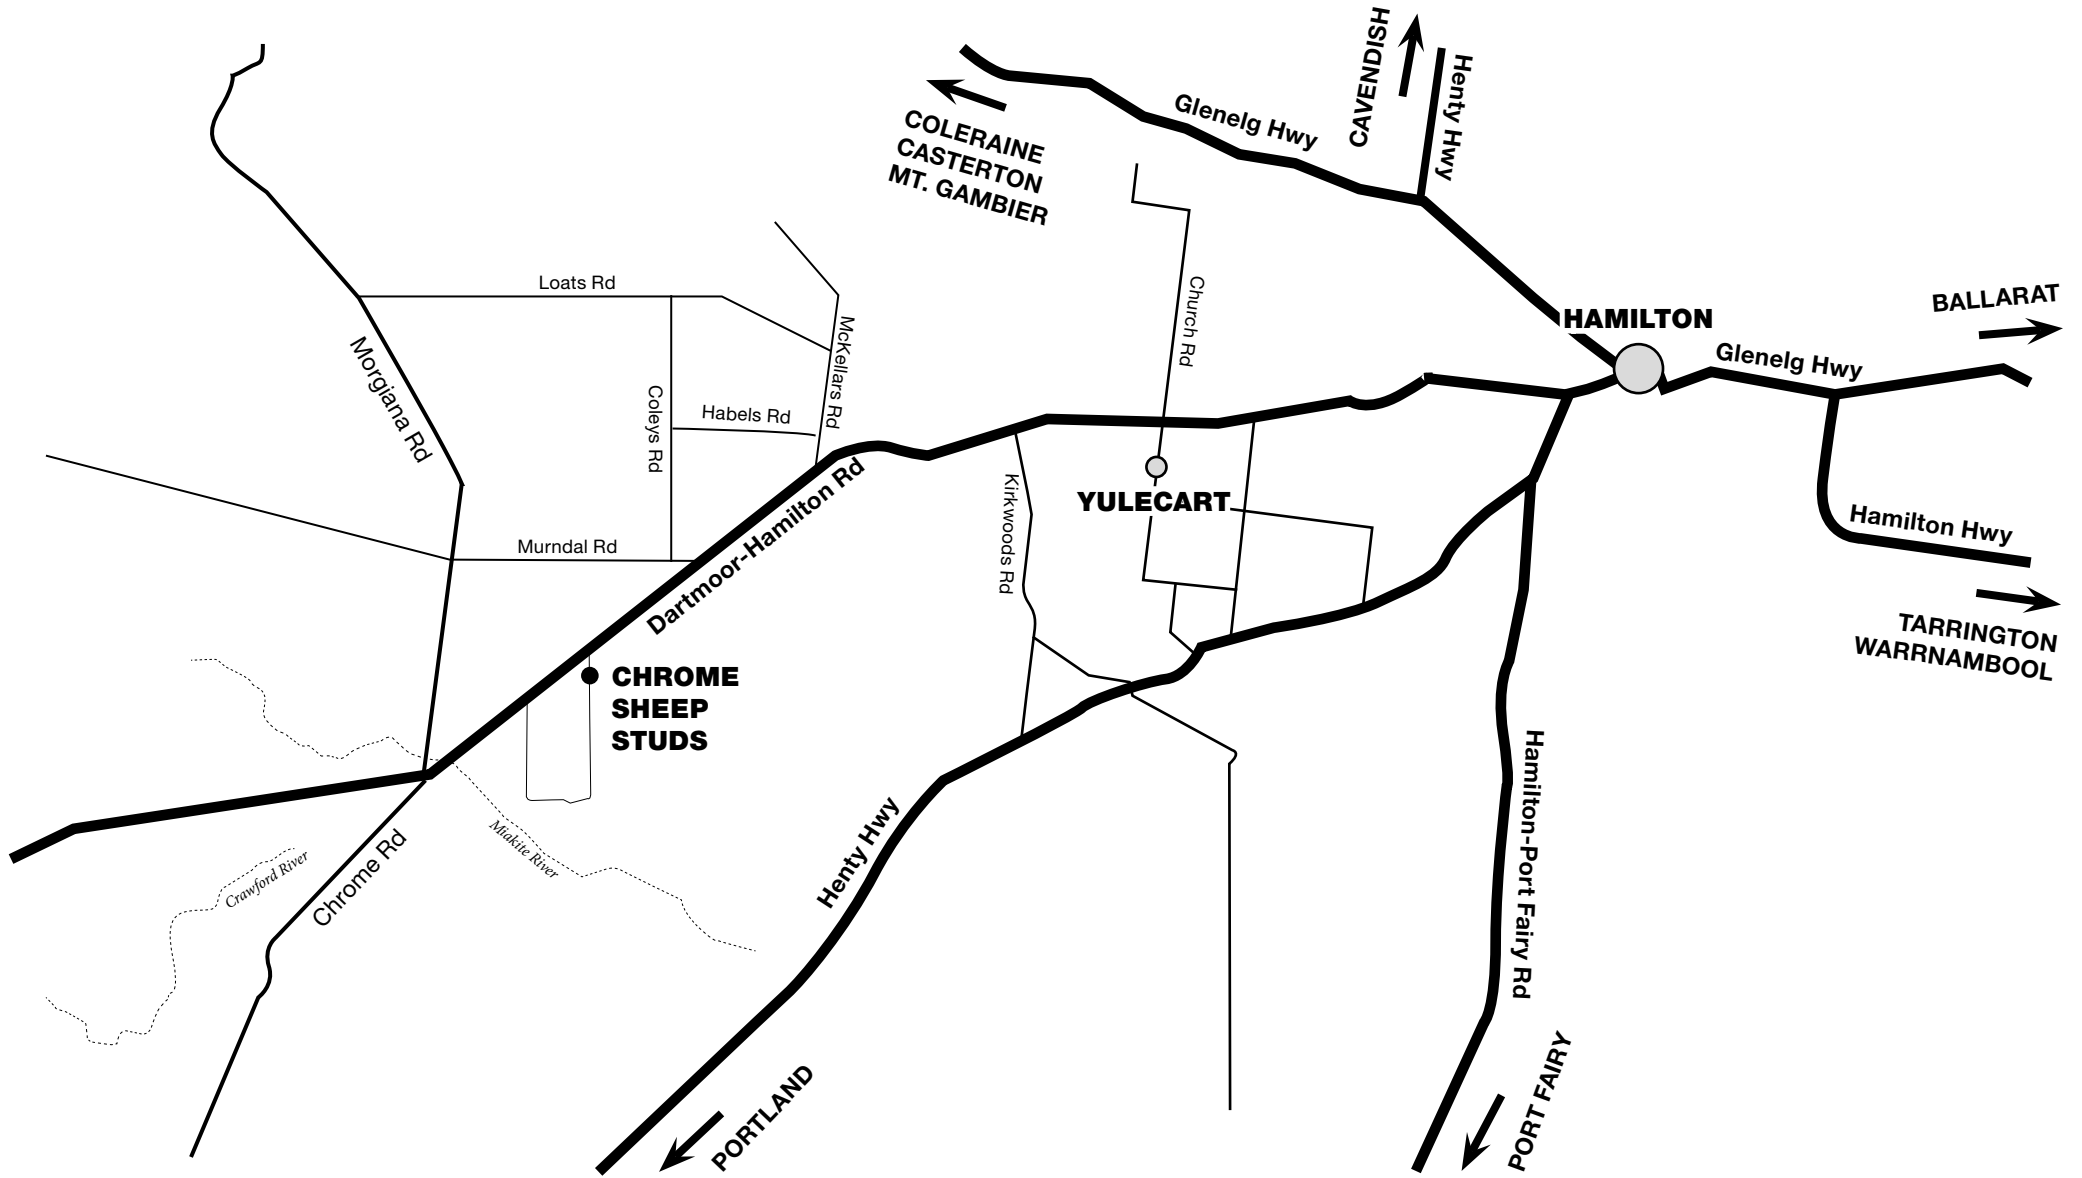 CAVENDISH
Henty Hwy
Glenelg Hwy
COLERAINE
CASTERTON
MT. GAMBIER
Loats Rd
Church Rd
BALLARAT
HAMILTON
Glenelg Hwy
McKellars Rd
Morgiana Rd
Coleys Rd
Habels Rd
Kirkwoods Rd
YULECART
Hamilton Hwy
Murndal Rd
Dartmoor-Hamilton Rd
TARRINGTON
WARRNAMBOOL
CHROME
SHEEP
STUDS
Hamilton-Port Fairy Rd
Henty Hwy
Miakite River
Chrome Rd
Crawford River
PORTLAND
PORT FAIRY